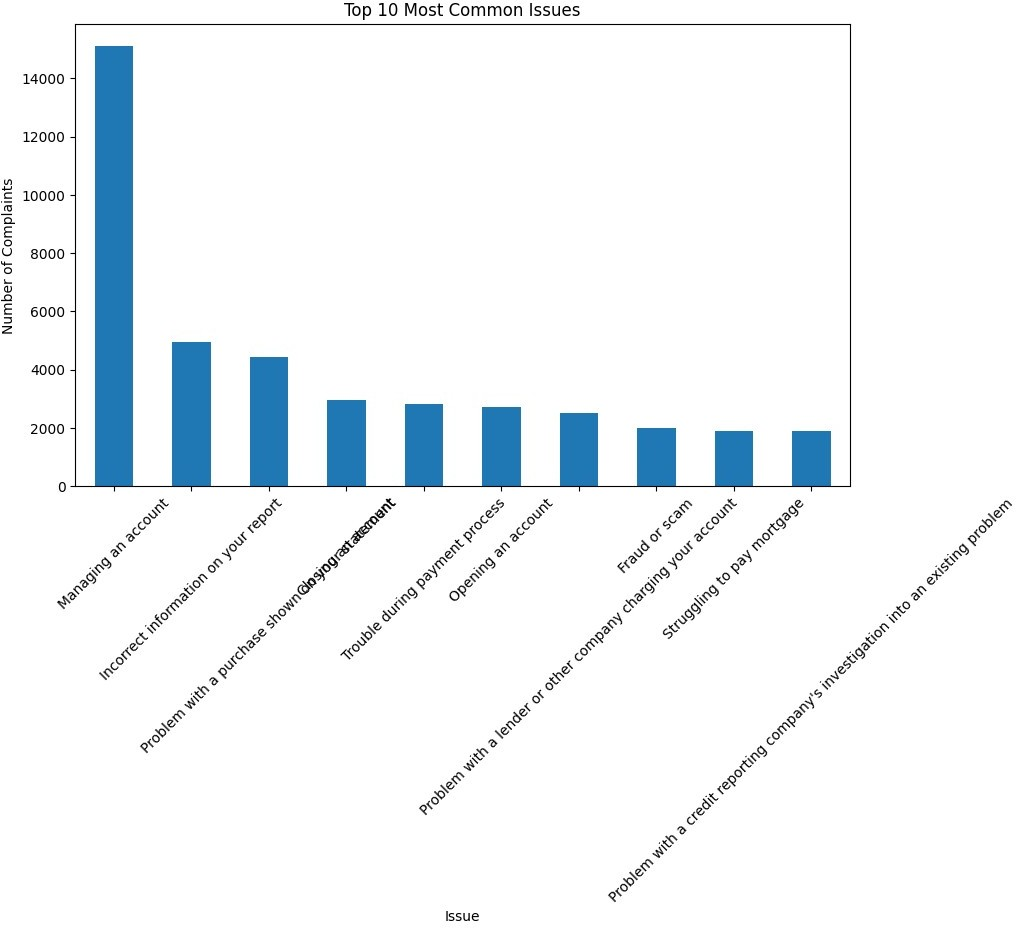 Top 10 Most Common Issues
Number of Complaints
14000
12000
10000
8000
6000
4000
2000
0
Managing an account
Incorrect information on your report
Problem with a purchase shown on your statement
Closing an account
Trouble during payment process
Opening an account
Problem with a lender or other company charging your account
Fraud or scam
Struggling to pay mortgage
Problem with a credit reporting company's investigation into an existing problem
Issue